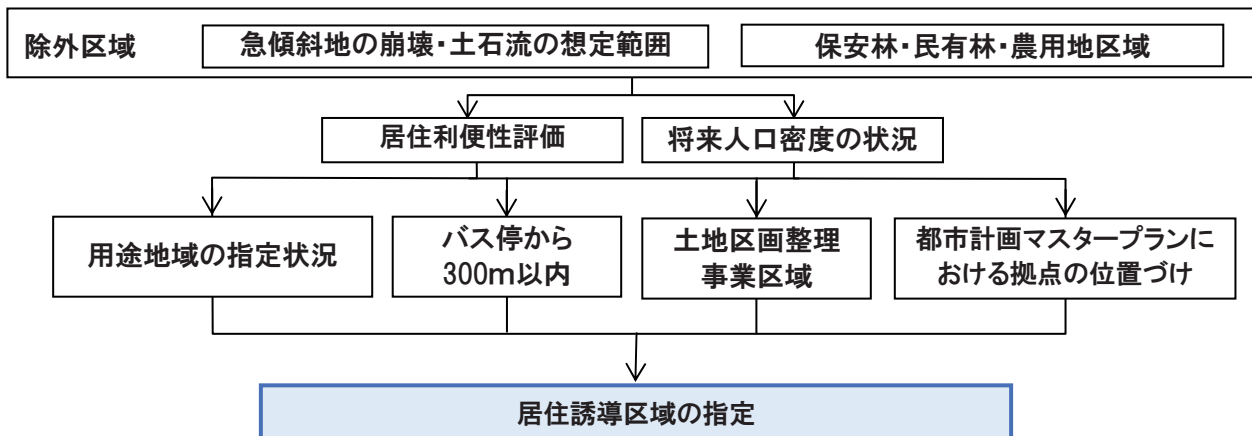 除外区域
急傾斜地の崩壊・土石流の想定範囲
保安林・民有林・農用地区域
居住利便性評価
将来人口密度の状況
用途地域の指定状況
バス停から
300m以内
土地区画整理
事業区域
都市計画マスタープランに
おける拠点の位置づけ
居住誘導区域の指定